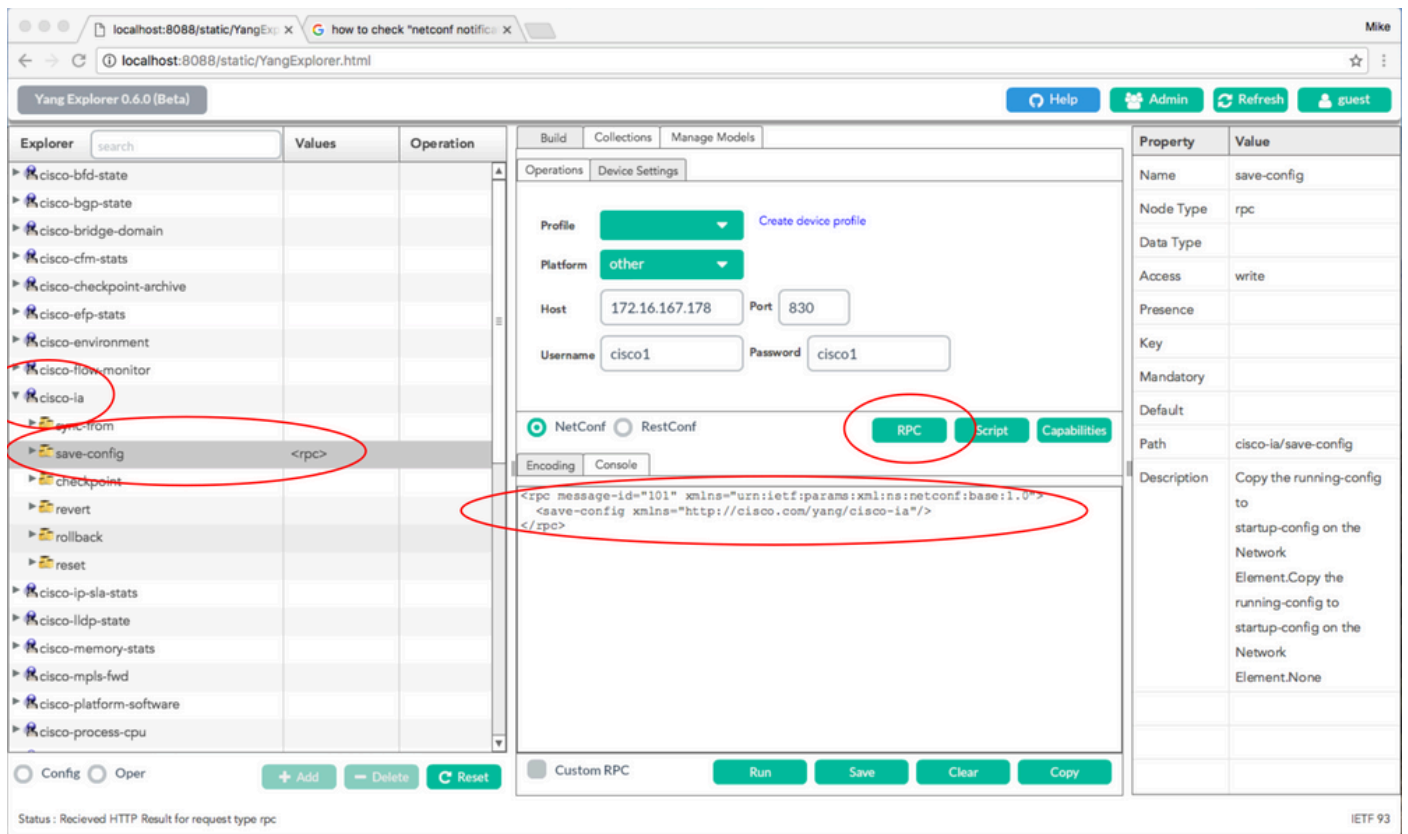 localhost:8088/static/YangExp
how to check "netconf notifica
Mike
localhost:8088/static/YangExplorer.html
Yang Explorer 0.6.0 (Beta)
Help
Admin
Refresh
guest
Explorer
search
Values
Operation
cisco-bfd-state
cisco-bgp-state
cisco-bridge-domain
cisco-cfm-stats
cisco-checkpoint-archive
cisco-efp-stats
cisco-environment
cisco-flow-monitor
cisco-ia
sync-from
save-config
<rpc>
checkpoint
revert
rollback
reset
cisco-ip-sla-stats
cisco-lldp-state
cisco-memory-stats
cisco-mpls-fwd
cisco-platform-software
cisco-process-cpu
Config
Oper
Add
Delete
Reset
Build
Collections
Manage Models
Operations
Device Settings
Profile
Create device profile
Platform
other
Host
172.16.167.178
Port
830
Username
cisco1
Password
cisco1
NetConf
RestConf
RPC
Script
Capabilities
Encoding
Console
<rpc message-id="101" xmlns="urn:ietf:params:xml:ns:netconf:base:1.0">
<save-config xmlns="http://cisco.com/yang/cisco-ia"/>
</rpc>
Custom RPC
Run
Save
Clear
Copy
Property
Value
Name
save-config
Node Type
rpc
Data Type
Access
write
Presence
Key
Mandatory
Default
Path
cisco-ia/save-config
Description
Copy the running-config
to
startup-config on the
Network
Element.Copy the
running-config to
startup-config on the
Network
Element.None
Status : Recieved HTTP Result for request type rpc
IETF 93